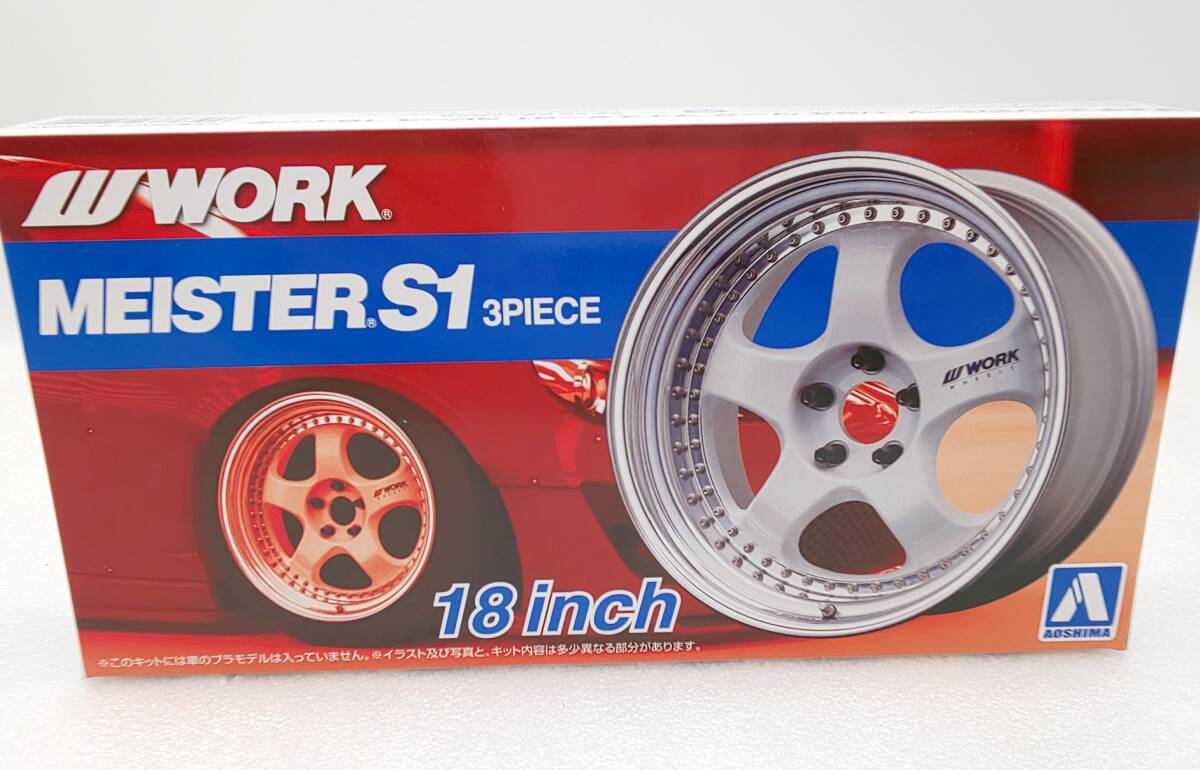 WORK®
MEISTER® S1 3PIECE
WORK
WHEELS
WORK
18 inch
AOSHIMA
※このキットには車のプラモデルは入っていません。※イラスト及び写真と、キット内容は多少異なる部分があります。